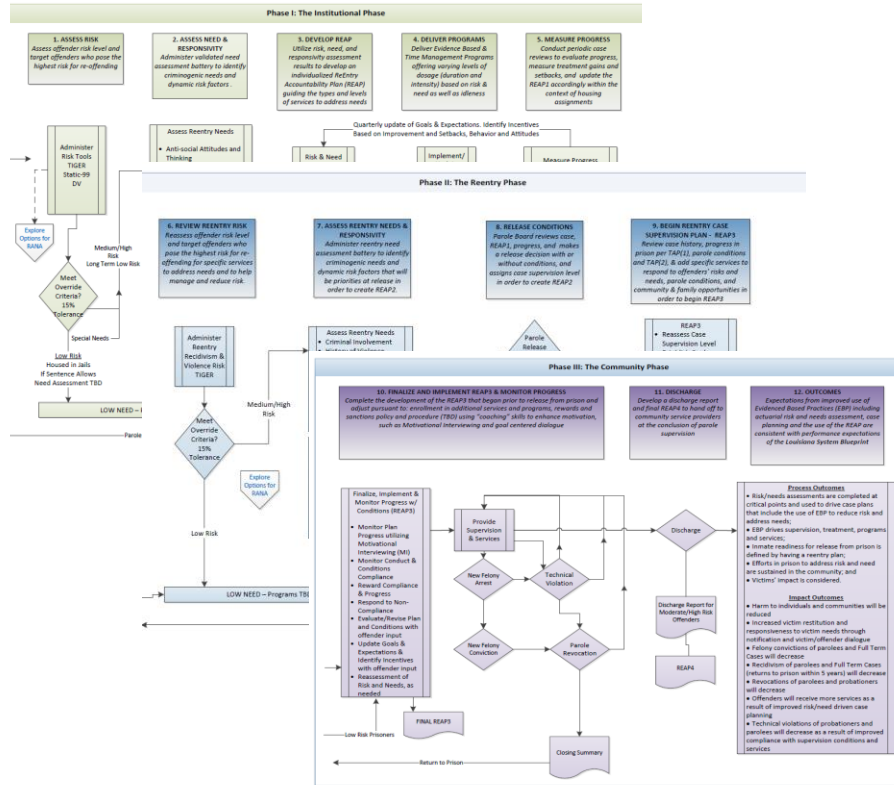 Phase I: The Institutional Phase
1. ASSESS RISK
Assess offender risk level and
target offenders who pose the
highest risk for re-offending
2. ASSESS NEED &
RESPONSIVITY
Administer validated need
assessment battery to identify
criminogenic needs and
dynamic risk factors .
3. DEVELOP REAP
Utilize risk, need, and
responsivity assessment
results to develop an
individualized ReEntry
Accountability Plan (REAP)
guiding the types and levels
of services to address needs
4. DELIVER PROGRAMS
Deliver Evidence Based &
Time Management Programs
offering varying levels of
dosage (duration and
intensity) based on risk &
need as well as idleness
5. MEASURE PROGRESS
Conduct periodic case
reviews to evaluate progress,
measure treatment gains and
setbacks, and update the
REAP1 accordingly within the
context of housing
assignments
Quarterly update of Goals & Expectations. Identify Incentives
Based on Improvement and Setbacks, Behavior and Attitudes
Administer
Risk Tools
TIGER
Static-99
DV
Assess Reentry Needs
• Anti-social Attitudes and
Thinking
Risk & Need
Implement/
Measure Progress
Explore
Options for
RANA
Medium/High
Risk
Long Term Low Risk
Meet
Override
Criteria?
15%
Tolerance
Special Needs
Low Risk
Housed in Jails
If Sentence Allows
Need Assessment TBD
LOW NEED –
Parole
Phase II: The Reentry Phase
6. REVIEW REENTRY RISK
Reassess offender risk level
and target offenders who
pose the highest risk for re-
offending for specific services
to address needs and to help
manage and reduce risk.
7. ASSESS REENTRY NEEDS &
RESPONSIVITY
Administer reentry need
assessment battery to identify
criminogenic needs and
dynamic risk factors that will
be priorities at release in
order to create REAP2.
8. RELEASE CONDITIONS
Parole Board reviews case,
REAP1, progress, and makes
a release decision with or
without conditions, and
assigns case supervision level
in order to create REAP2
9. BEGIN REENTRY CASE
SUPERVISION PLAN - REAP3
Review case history, progress in
prison per TAP(1), parole conditions
and TAP(2), & add specific services to
respond to offenders' risks and
needs, parole conditions, and
community & family opportunities in
order to begin REAP3
Administer
Reentry
Recidivism &
Violence Risk
TIGER
Assess Reentry Needs
• Criminal Involvement
Parole
Release
REAP3
• Reassess Case
Supervision Level
Medium/High
Risk
Meet
Override
Criteria?
15%
Tolerance
Explore
Options for
RANA
Low Risk
LOW NEED – Programs TBD
Phase III: The Community Phase
10. FINALIZE AND IMPLEMENT REAP3 & MONITOR PROGRESS
Complete the development of the REAP3 that began prior to release from prison and
adjust pursuant to: enrollment in additional services and programs, rewards and
sanctions policy and procedure (TBD) using "coaching" skills to enhance motivation,
such as Motivational Interviewing and goal centered dialogue
11. DISCHARGE
Develop a discharge report
and final REAP4 to hand off to
community service providers
at the conclusion of parole
supervision
12. OUTCOMES
Expectations from improved use of
Evidenced Based Practices (EBP) including
actuarial risk and needs assessment, case
planning and the use of the REAP are
consistent with performance expectations of
the Louisiana System Blueprint
Finalize, Implement &
Monitor Progress w/
Conditions (REAP3)
• Monitor Plan
Progress utilizing
Motivational
Interviewing (MI)
• Monitor Conduct &
Conditions
Compliance
• Reward Compliance
& Progress
• Respond to Non-
Compliance
• Evaluate/Revise Plan
and Conditions with
offender input
• Update Goals &
Expectations &
Identify Incentives
with offender input
• Reassessment of
Risk and Needs, as
needed
Low Risk Prisoners
FINAL REAP3
Return to Prison
Provide
Supervision
& Services
New Felony
Arrest
Technical
Violation
New Felony
Conviction
Parole
Revocation
Closing Summary
Discharge
Discharge Report for
Moderate/High Risk
Offenders
REAP4
Process Outcomes
• Risk/needs assessments are completed at
critical points and used to drive case plans
that include the use of EBP to reduce risk and
address needs;
• EBP drives supervision, treatment, programs
and services;
• Inmate readiness for release from prison is
defined by having a reentry plan;
• Efforts in prison to address risk and need
are sustained in the community; and
• Victims' impact is considered.
Impact Outcomes
• Harm to individuals and communities will be
reduced
• Increased victim restitution and
responsiveness to victim needs through
notification and victim/offender dialogue
• Felony convictions of parolees and Full Term
Cases will decrease
• Recidivism of parolees and Full Term Cases
(returns to prison within 5 years) will decrease
• Revocations of parolees and probationers
will decrease
• Offenders will receive more services as a
result of improved risk/need driven case
planning
• Technical violations of probationers and
parolees will decrease as a result of improved
compliance with supervision conditions and
services